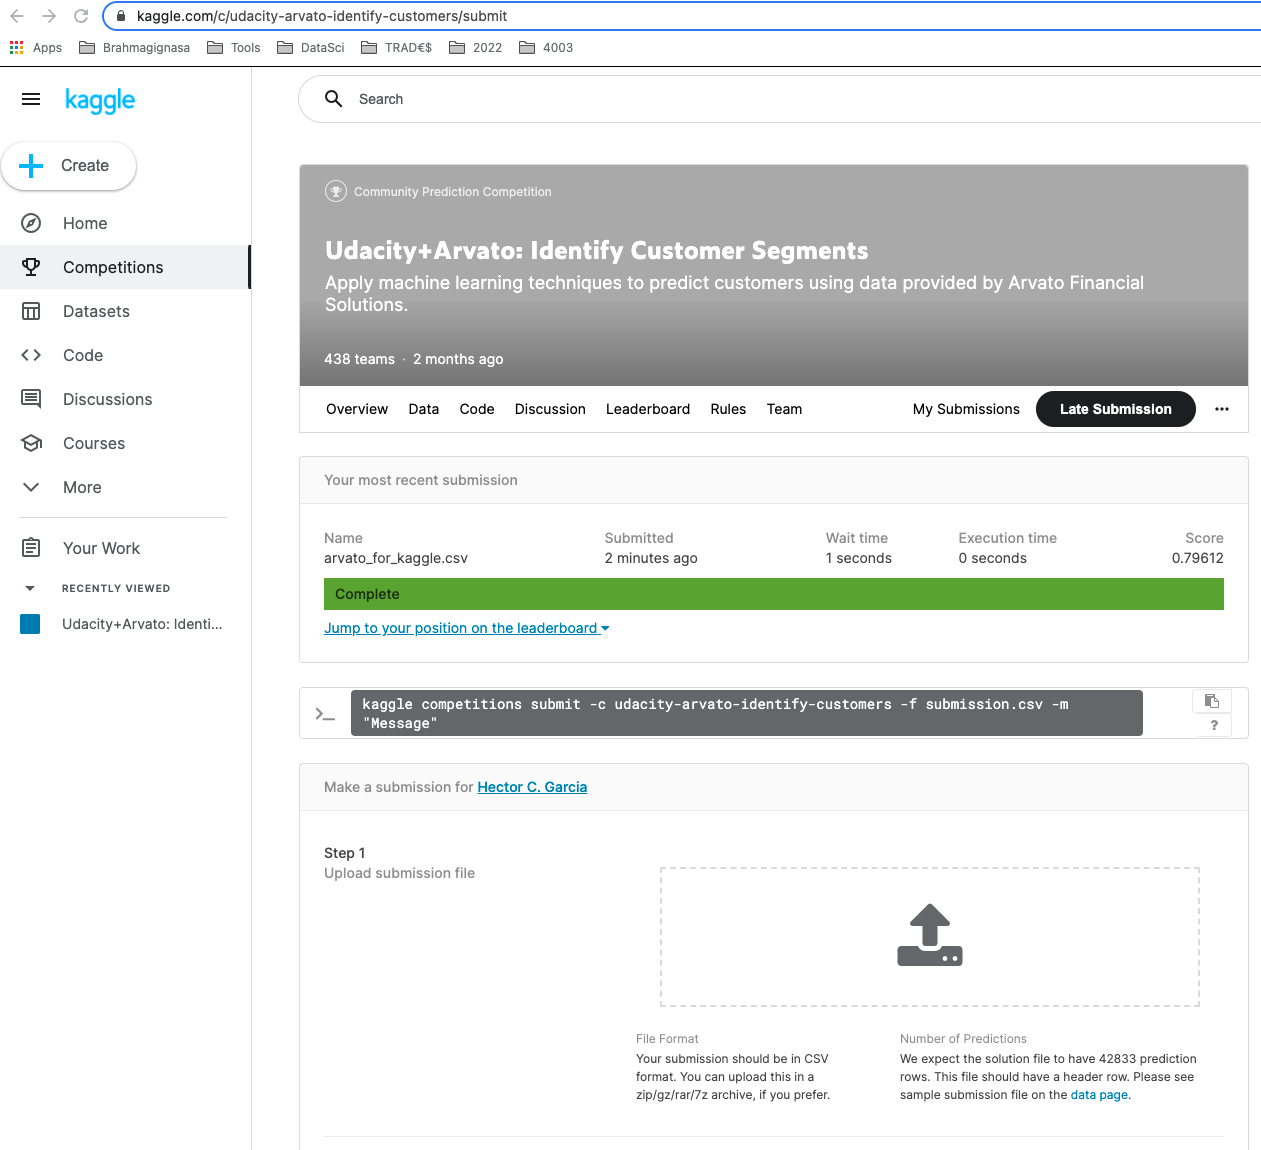 kaggle.com/c/udacity-arvato-identify-customers/submit
Apps Brahmagignasa Tools DataSci TRAD€$ 2022 4003
kaggle
Search
Create
Home
Competitions
Datasets
Code
Discussions
Courses
More
Your Work
RECENTLY VIEWED
Udacity+Arvato: Identi...
Community Prediction Competition
Udacity+Arvato: Identify Customer Segments
Apply machine learning techniques to predict customers using data provided by Arvato Financial
Solutions.
438 teams · 2 months ago
Overview Data Code Discussion Leaderboard Rules Team My Submissions Late Submission ...
Your most recent submission
Name Submitted Wait time Execution time Score
arvato_for_kaggle.csv 2 minutes ago 1 seconds 0 seconds 0.79612
Complete
Jump to your position on the leaderboard
>_ kaggle competitions submit -c udacity-arvato-identify-customers -f submission.csv -m
"Message"
?
Make a submission for Hector C. Garcia
Step 1
Upload submission file
File Format
Your submission should be in CSV
format. You can upload this in a
zip/gz/rar/7z archive, if you prefer.
Number of Predictions
We expect the solution file to have 42833 prediction
rows. This file should have a header row. Please see
sample submission file on the data page.